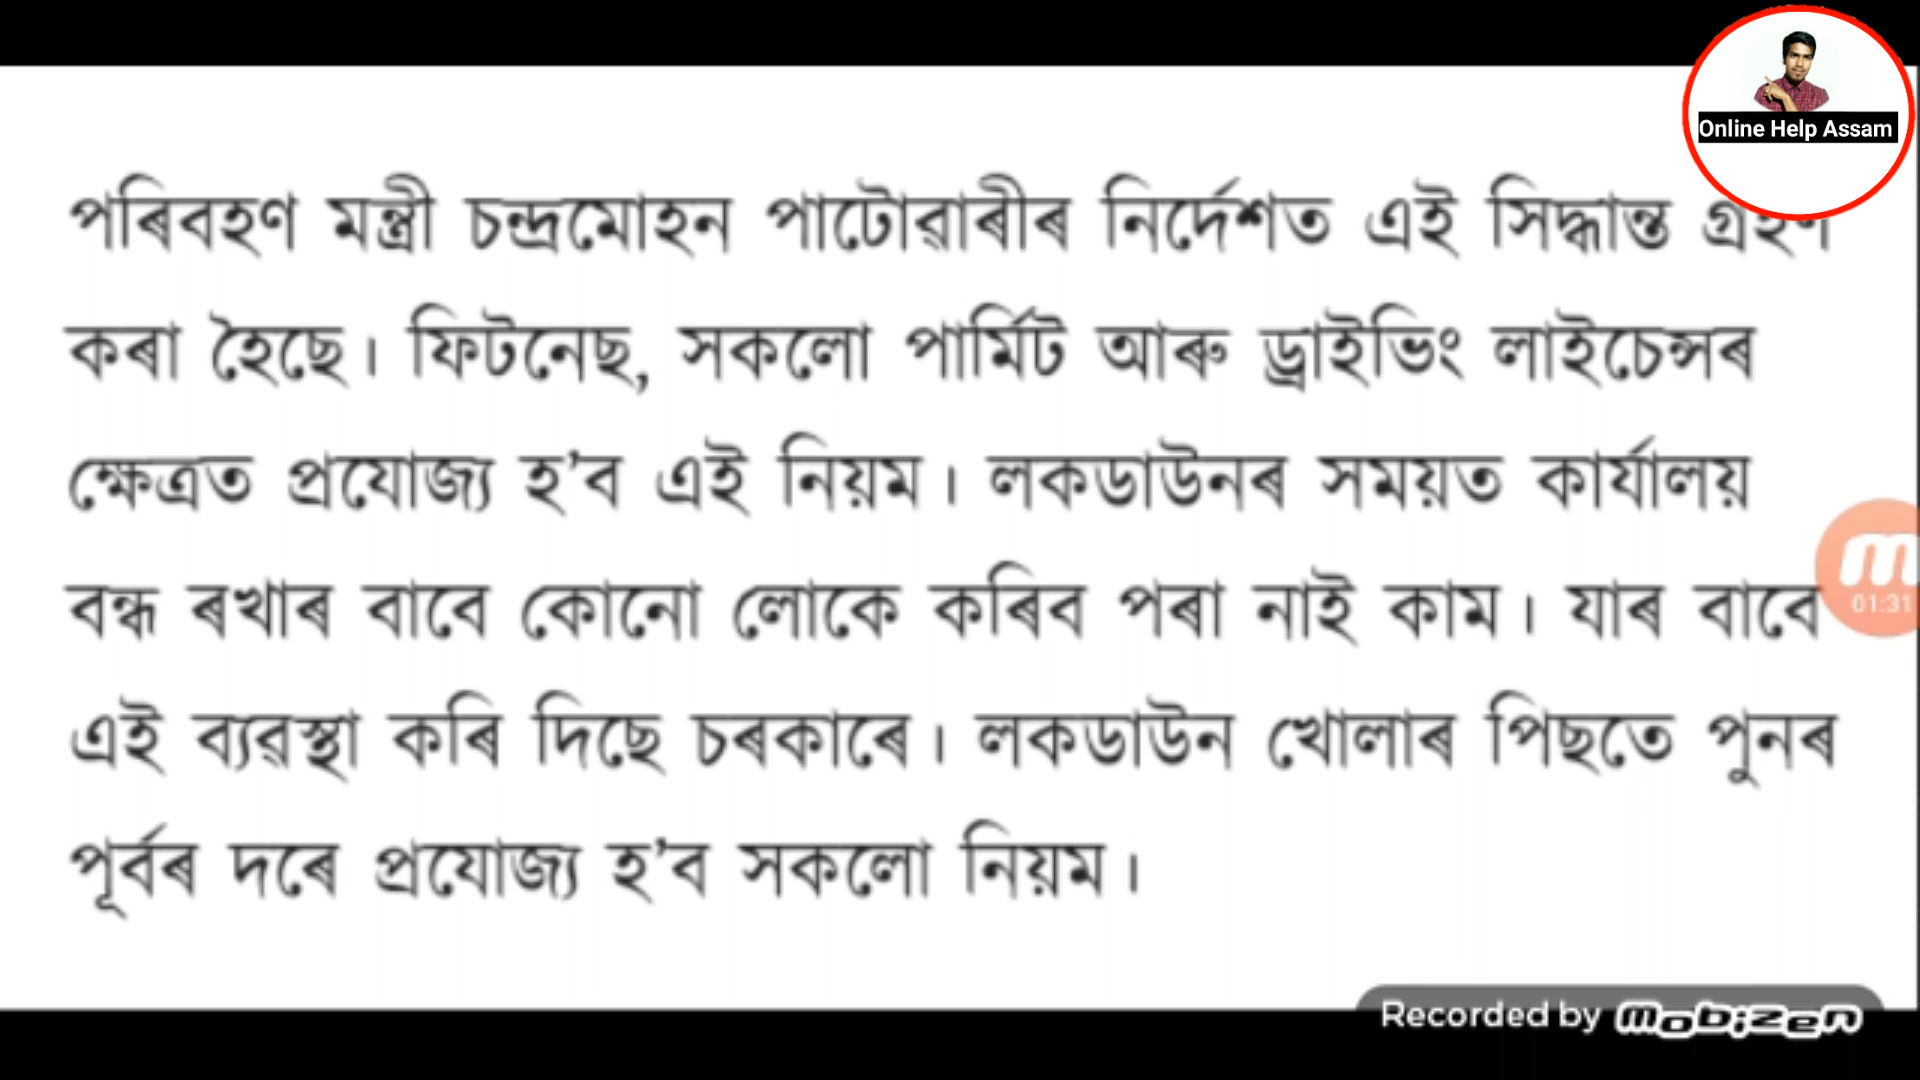 Online Help Assam
পৰিবহণ মন্ত্ৰী চন্দ্ৰমোহন পাটোৱাৰীৰ নিৰ্দেশত এই সিদ্ধান্ত গ্ৰহণ
কৰা হৈছে। ফিটনেছ, সকলো পাৰ্মিট আৰু ড্ৰাইভিং লাইচেন্সৰ
ক্ষেত্ৰত প্ৰযোজ্য হ’ব এই নিয়ম। লকডাউনৰ সময়ত কাৰ্যালয়
বন্ধ ৰখাৰ বাবে কোনো লোকে কৰিব পৰা নাই কাম। যাৰ বাবে
01:31
এই ব্যৱস্থা কৰি দিছে চৰকাৰে। লকডাউন খোলাৰ পিছতে পুনৰ
পূৰ্বৰ দৰে প্ৰযোজ্য হ’ব সকলো নিয়ম।
Recorded by mobizen